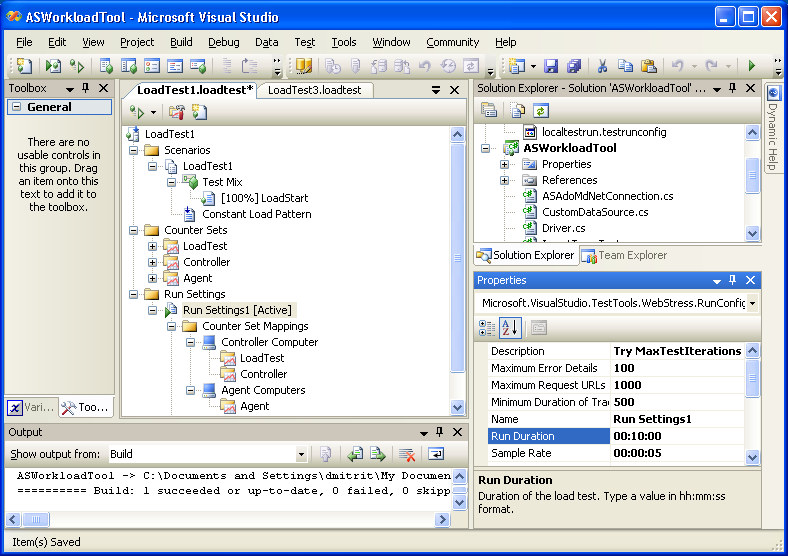 ASWorkloadTool - Microsoft Visual Studio
File Edit View Project Build Debug Data Test Tools Window Community Help
Toolbox
General
There are no
usable controls in
this group. Drag
an item onto this
text to add it to
the toolbox.
Vari...
Too...
LoadTest1.loadtest* LoadTest3.loadtest
LoadTest1
Scenarios
LoadTest1
Test Mix
[100%] LoadStart
Constant Load Pattern
Counter Sets
LoadTest
Controller
Agent
Run Settings
Run Settings1 [Active]
Counter Set Mappings
Controller Computer
LoadTest
Controller
Agent Computers
Agent
Solution Explorer - Solution 'ASWorkloadTool' ...
localtestrun.testrunconfig
ASWorkloadTool
Properties
References
ASAdoMdNetConnection.cs
CustomDataSource.cs
Driver.cs
Solution Explorer Team Explorer
Dynamic Help
Properties
Microsoft.VisualStudio.TestTools.WebStress.RunConfig
Description Try MaxTestIterations
Maximum Error Details 100
Maximum Request URLs 1000
Minimum Duration of Trac 500
Name Run Settings1
Run Duration 00:10:00
Sample Rate 00:00:05
Run Duration
Duration of the load test. Type a value in hh:mm:ss
format.
Output
Show output from: Build
ASWorkloadTool -> C:\Documents and Settings\dmitrit\My Documen
========== Build: 1 succeeded or up-to-date, 0 failed, 0 skipp
Item(s) Saved